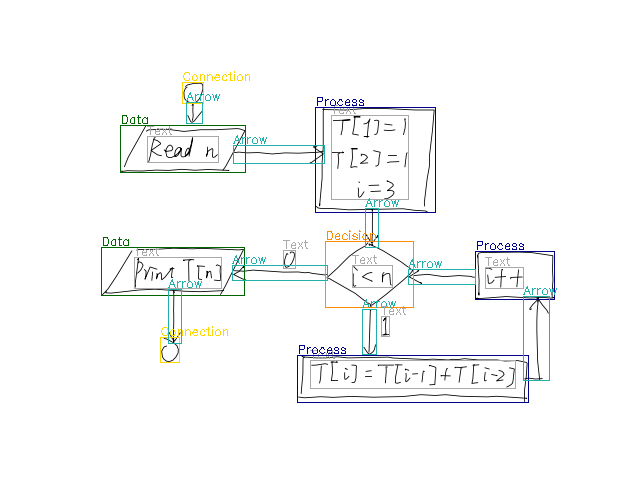 Connection
Arrow
Process
Text
Data
Text
Arrow
Read n
T[1]=1
T[2]=1
i=3
Arrow
Decision
Data
Text
Arrow
Text
0
Text
Arrow
Process
Text
Print T[n]
i<n
i++
Arrow
Arrow
Arrow
Text
1
Connection
Process
T[i]=T[i-1]+T[i-2]